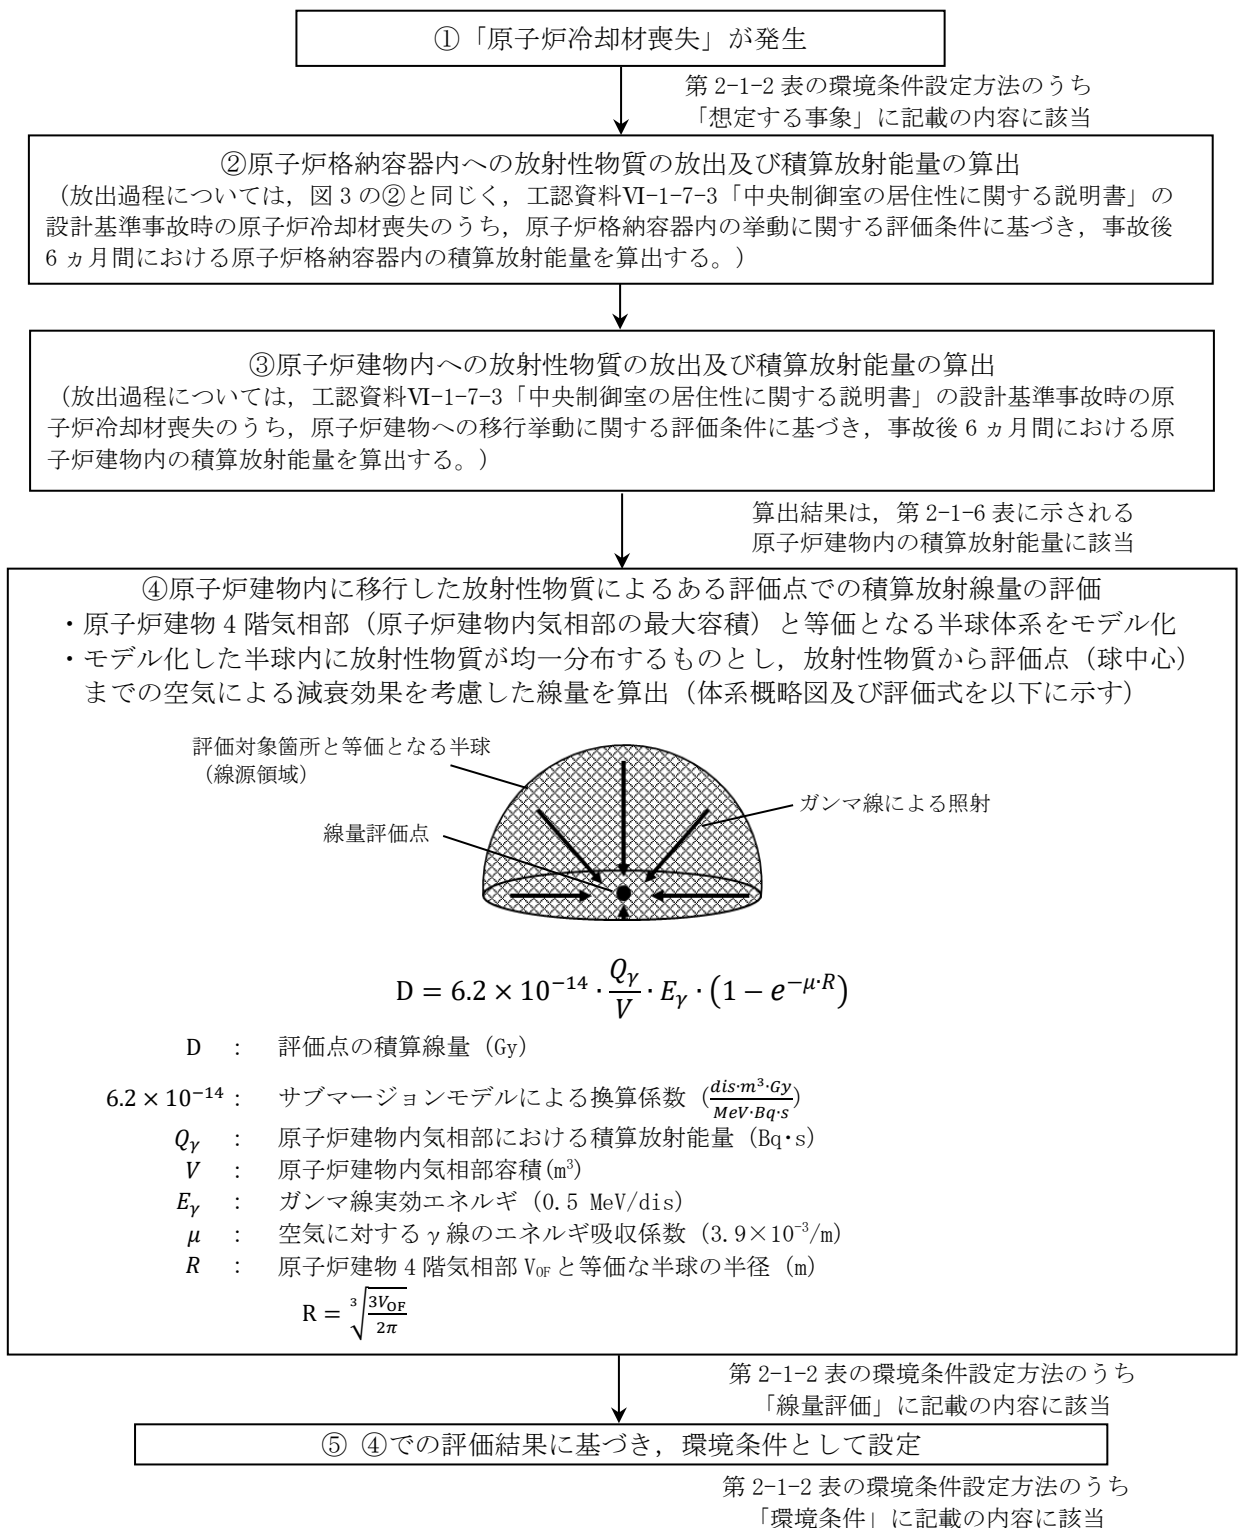 ①「原子炉冷却材喪失」が発生
第 2-1-2 表の環境条件設定方法のうち
「想定する事象」に記載の内容に該当
②原子炉格納容器内への放射性物質の放出及び積算放射能量の算出
（放出過程については，図 3 の②と同じく，工認資料Ⅵ-1-7-3「中央制御室の居住性に関する説明書」の
設計基準事故時の原子炉冷却材喪失のうち，原子炉格納容器内の挙動に関する評価条件に基づき，事故後
6 ヵ月間における原子炉格納容器内の積算放射能量を算出する。）
③原子炉建物内への放射性物質の放出及び積算放射能量の算出
（放出過程については，工認資料Ⅵ-1-7-3「中央制御室の居住性に関する説明書」の設計基準事故時の原
子炉冷却材喪失のうち，原子炉建物への移行挙動に関する評価条件に基づき，事故後 6 ヵ月間における原
子炉建物内の積算放射能量を算出する。）
算出結果は，第 2-1-6 表に示される
原子炉建物内の積算放射能量に該当
④原子炉建物内に移行した放射性物質によるある評価点での積算放射線量の評価
・原子炉建物 4 階気相部（原子炉建物内気相部の最大容積）と等価となる半球体系をモデル化
・モデル化した半球内に放射性物質が均一分布するものとし，放射性物質から評価点（球中心）
までの空気による減衰効果を考慮した線量を算出（体系概略図及び評価式を以下に示す）
評価対象箇所と等価となる半球
（線源領域）
ガンマ線による照射
線量評価点
D = 6.2 × 10⁻¹⁴ · Q_γ/V · E_γ · (1 − e^{−μ·R})
D ： 評価点の積算線量（Gy）
6.2 × 10⁻¹⁴ ： サブマージョンモデルによる換算係数（dis·m³·Gy/MeV·Bq·s）
Q_γ ： 原子炉建物内気相部における積算放射能量（Bq・s）
V ： 原子炉建物内気相部容積(m³)
E_γ ： ガンマ線実効エネルギ（0.5 MeV/dis）
μ ： 空気に対するγ線のエネルギ吸収係数（3.9×10⁻³/m）
R ： 原子炉建物 4 階気相部 V_OF と等価な半球の半径（m）
R = ∛(3V_OF/2π)
第 2-1-2 表の環境条件設定方法のうち
「線量評価」に記載の内容に該当
⑤ ④での評価結果に基づき，環境条件として設定
第 2-1-2 表の環境条件設定方法のうち
「環境条件」に記載の内容に該当